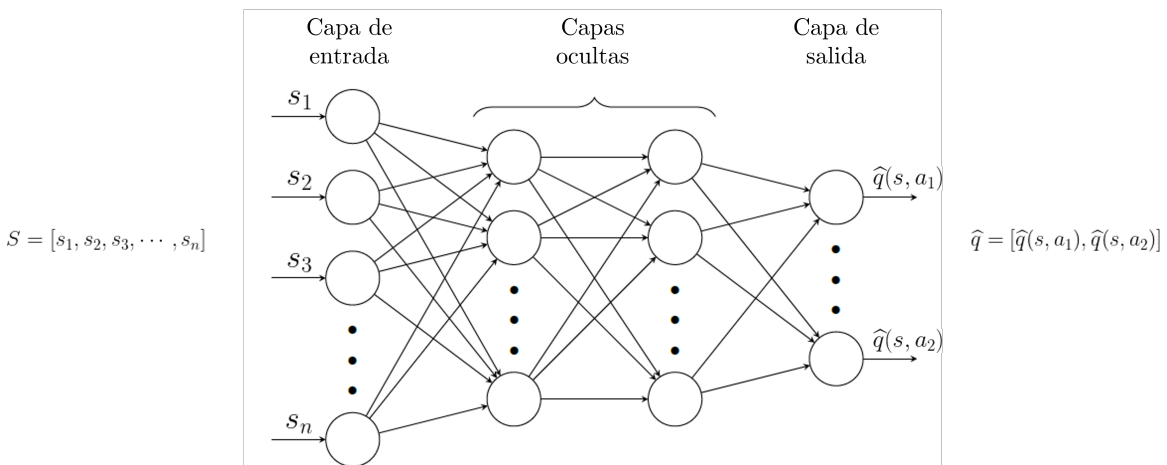 Capa de
entrada
Capas
ocultas
Capa de
salida
s₁
s₂
s₃
sₙ
S = [s₁, s₂, s₃, ⋯ , sₙ]
q̂(s, a₁)
q̂(s, a₂)
q̂ = [q̂(s, a₁), q̂(s, a₂)]